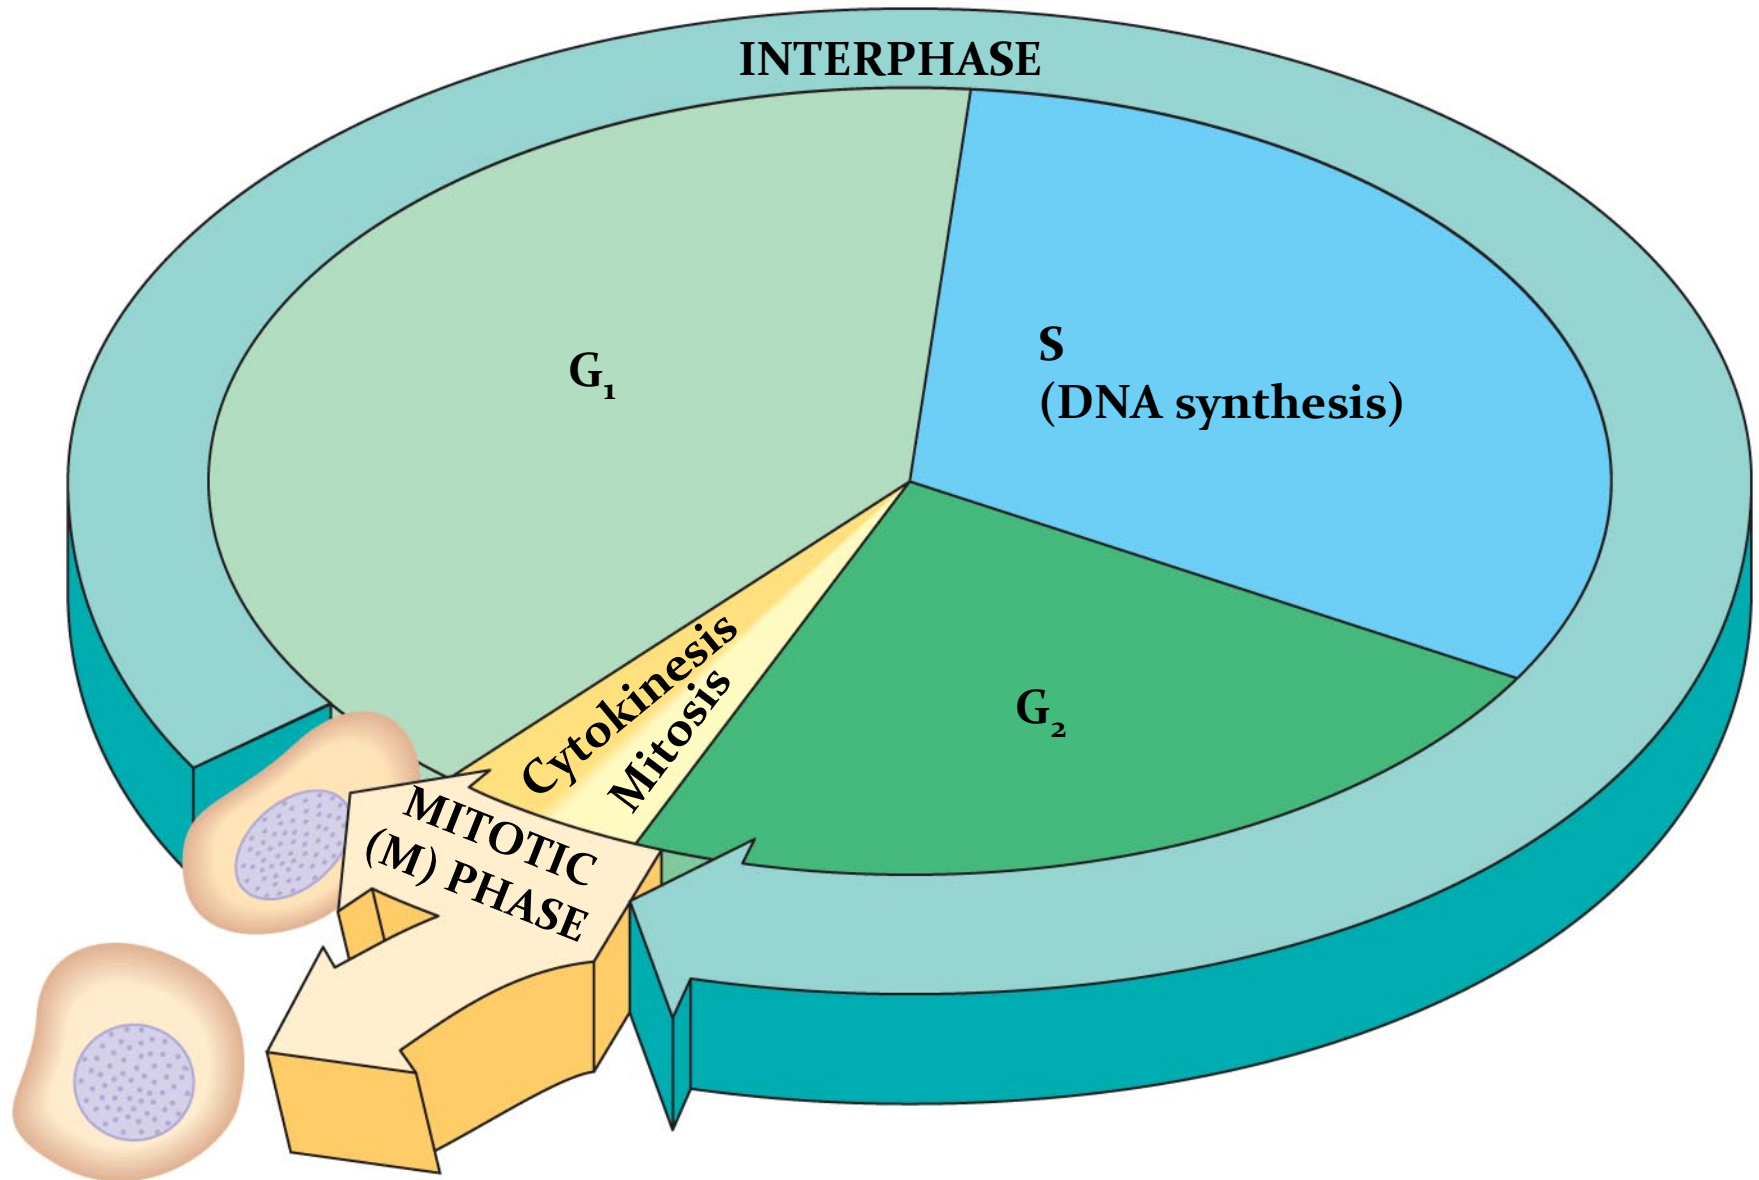 INTERPHASE
S
(DNA synthesis)
G₁
Cytokinesis
Mitosis
G₂
MITOTIC
(M) PHASE